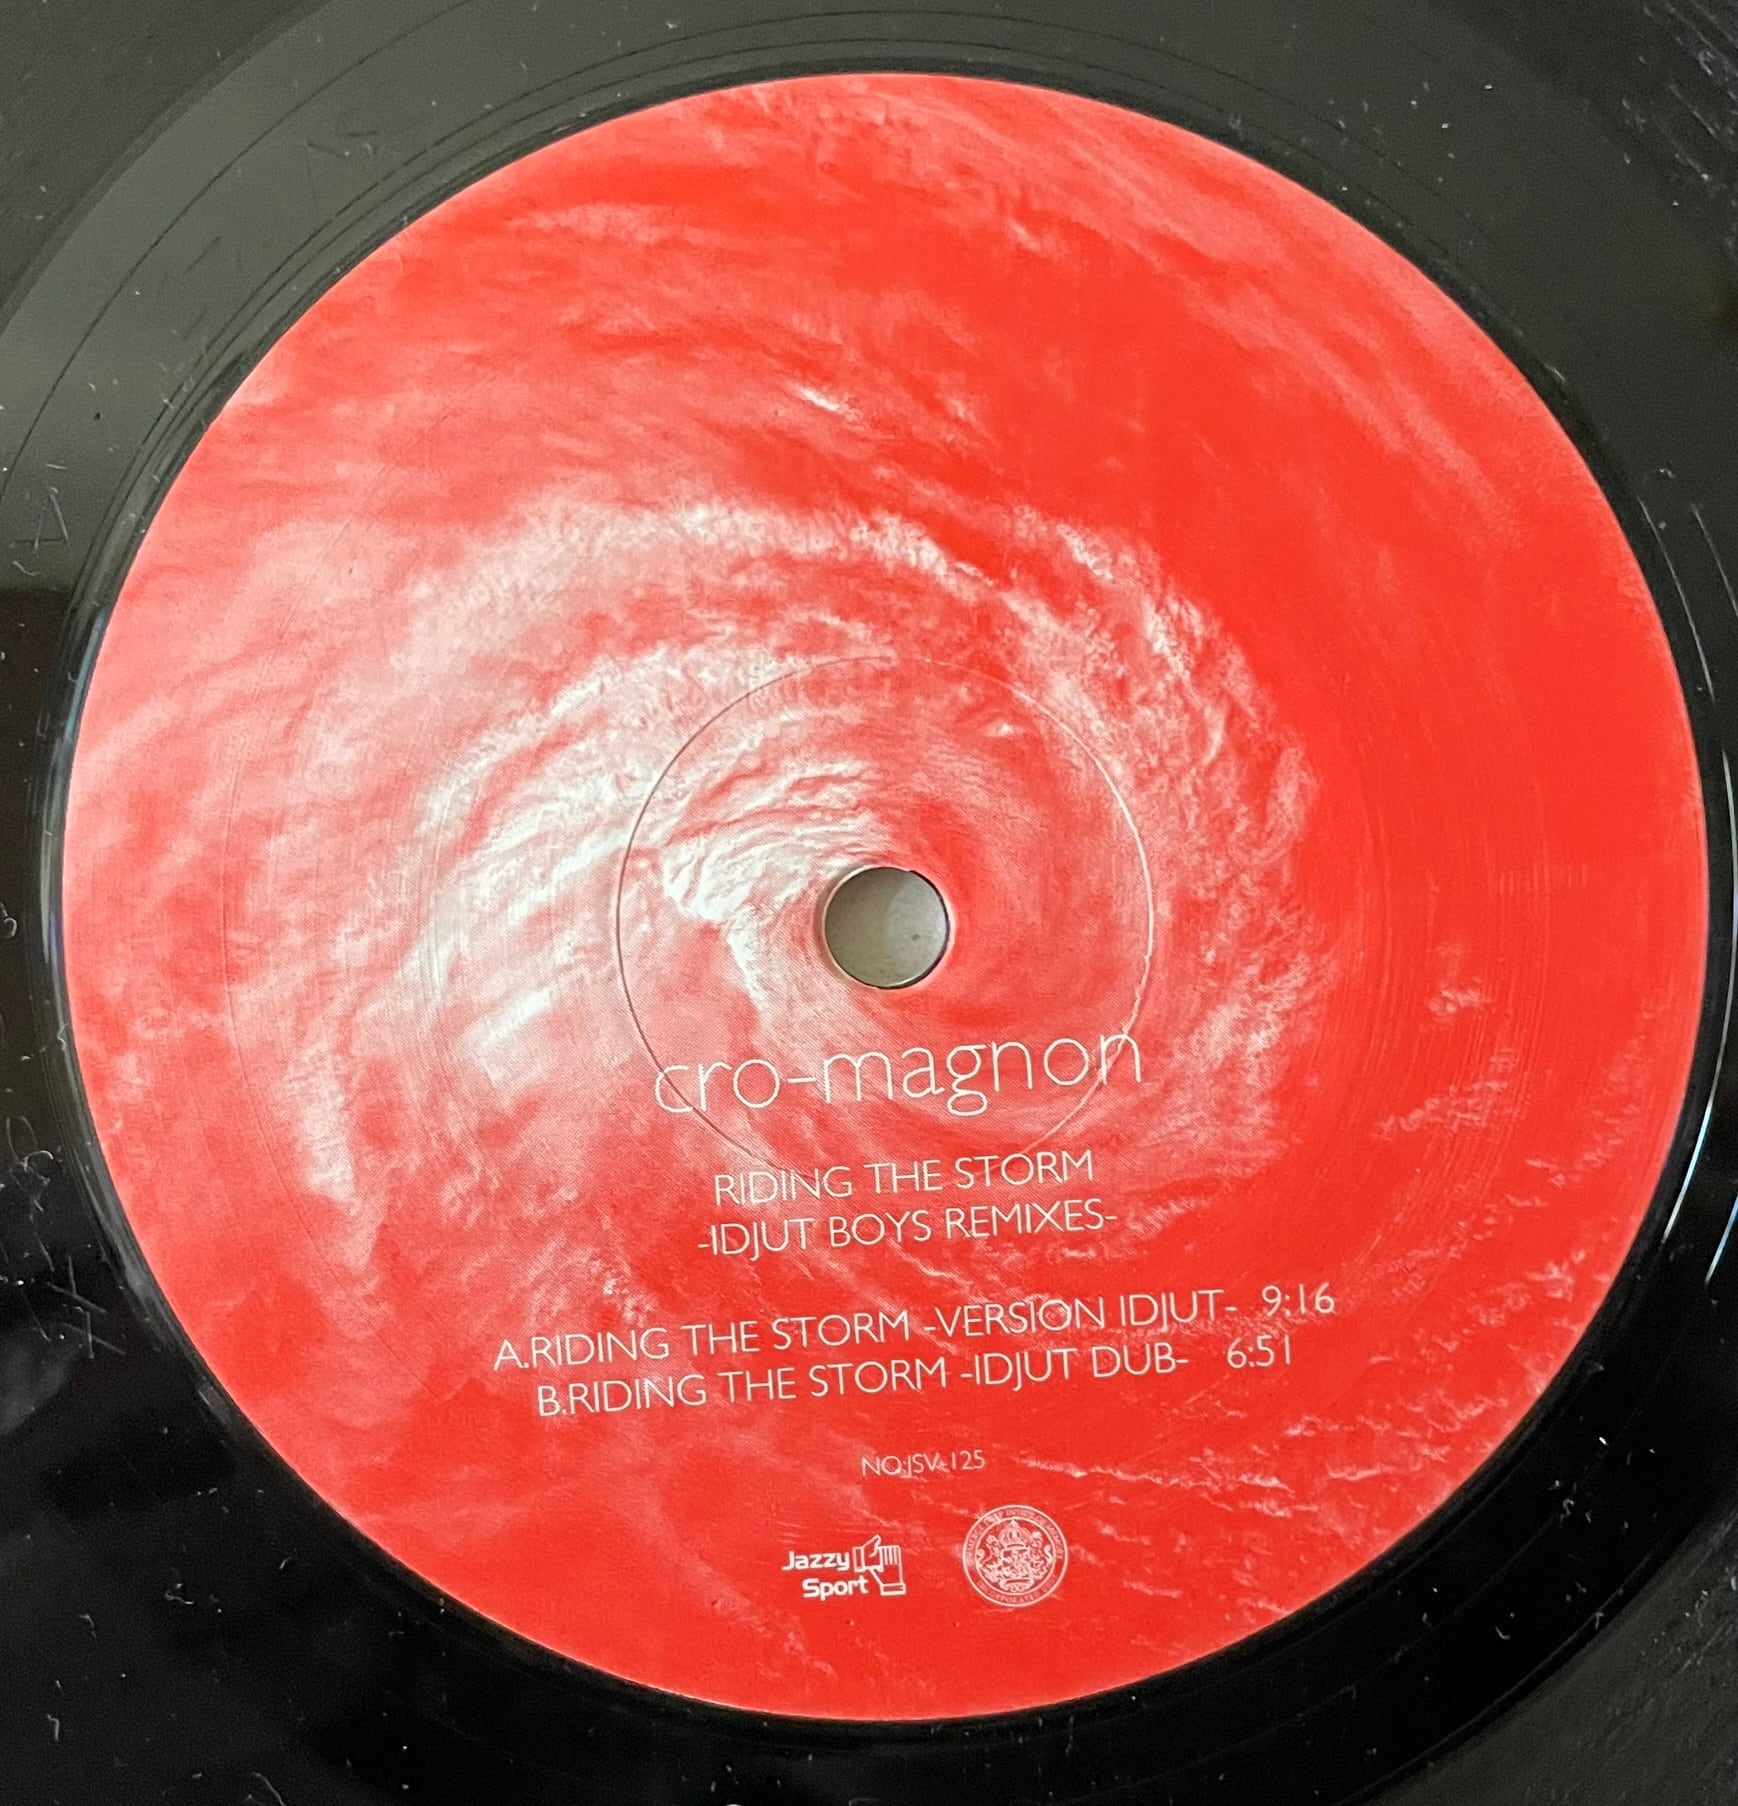 cro-magnon
RIDING THE STORM
-IDJUT BOYS REMIXES-
A.RIDING THE STORM -VERSION IDJUT- 9:16
B.RIDING THE STORM -IDJUT DUB- 6:51
NO:JSV-125
Jazzy
Sport